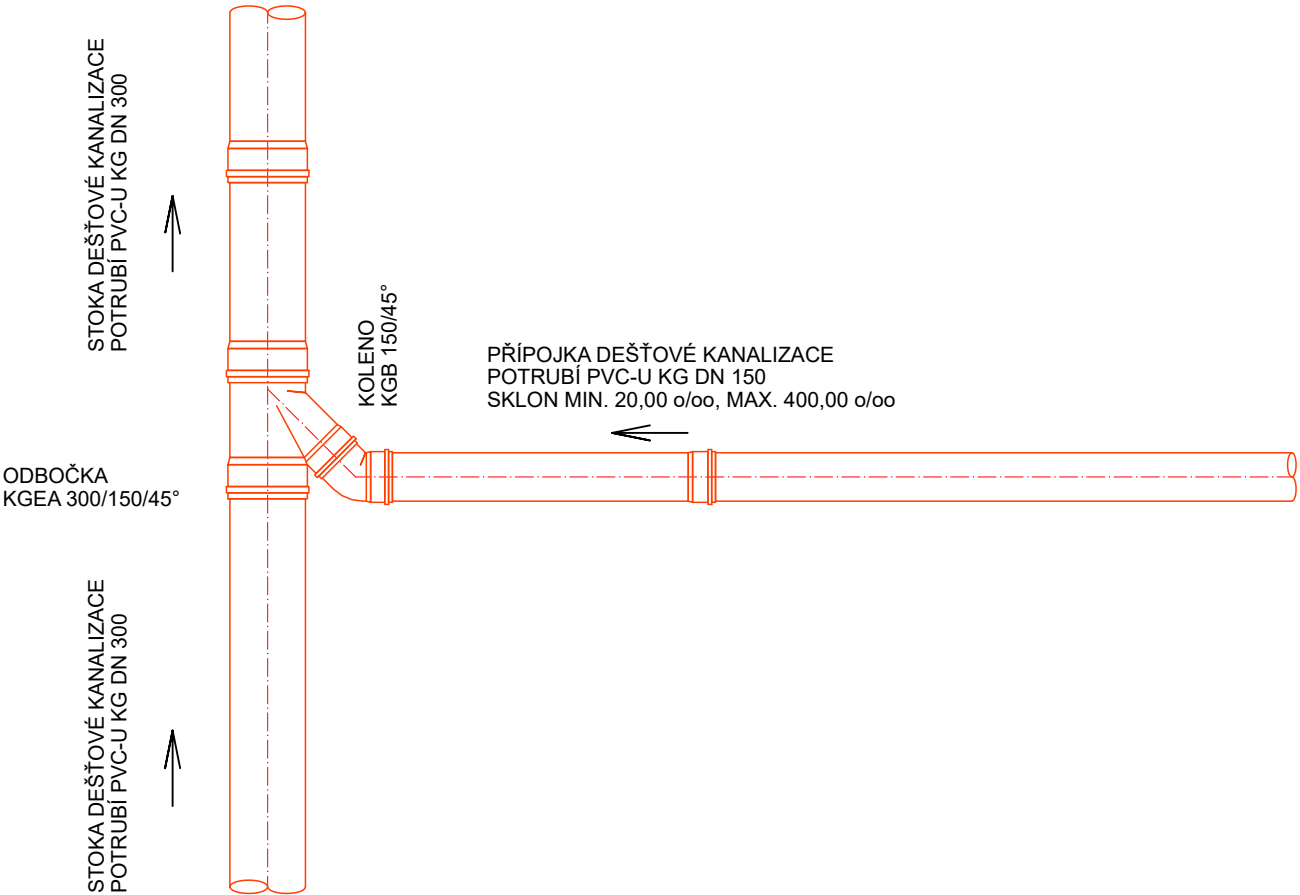 STOKA DEŠŤOVÉ KANALIZACE
POTRUBÍ PVC-U KG DN 300
KOLENO
KGB 150/45°
PŘÍPOJKA DEŠŤOVÉ KANALIZACE
POTRUBÍ PVC-U KG DN 150
SKLON MIN. 20,00 o/oo, MAX. 400,00 o/oo
ODBOČKA
KGEA 300/150/45°
STOKA DEŠŤOVÉ KANALIZACE
POTRUBÍ PVC-U KG DN 300